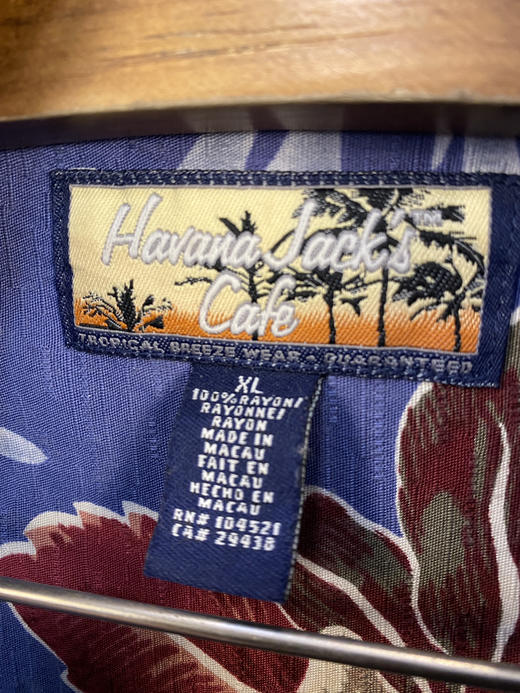 Havana Jack's TM
Cafe
TROPICAL BREEZE WEAR - GUARANTEED
XL
100% RAYON/
RAYONNE/
RAYON
MADE IN
MACAU
FAIT EN
MACAU
HECHO EN
MACAU
RN# 104521
CA# 29438